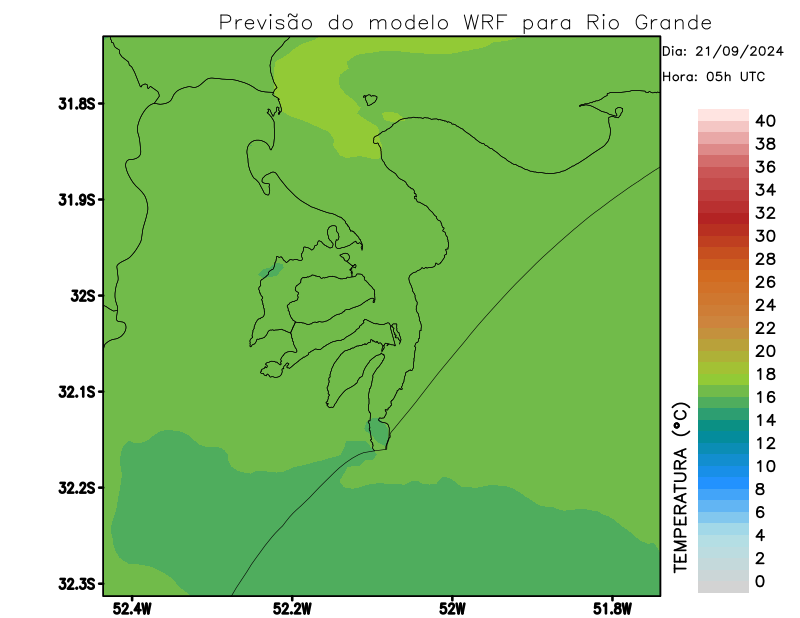 Previsão do modelo WRF para Rio Grande
Dia: 21/09/2024
Hora: 05h UTC
31.8S
31.9S
32S
32.1S
32.2S
32.3S
52.4W
52.2W
52W
51.8W
TEMPERATURA (°C)
40
38
36
34
32
30
28
26
24
22
20
18
16
14
12
10
8
6
4
2
0